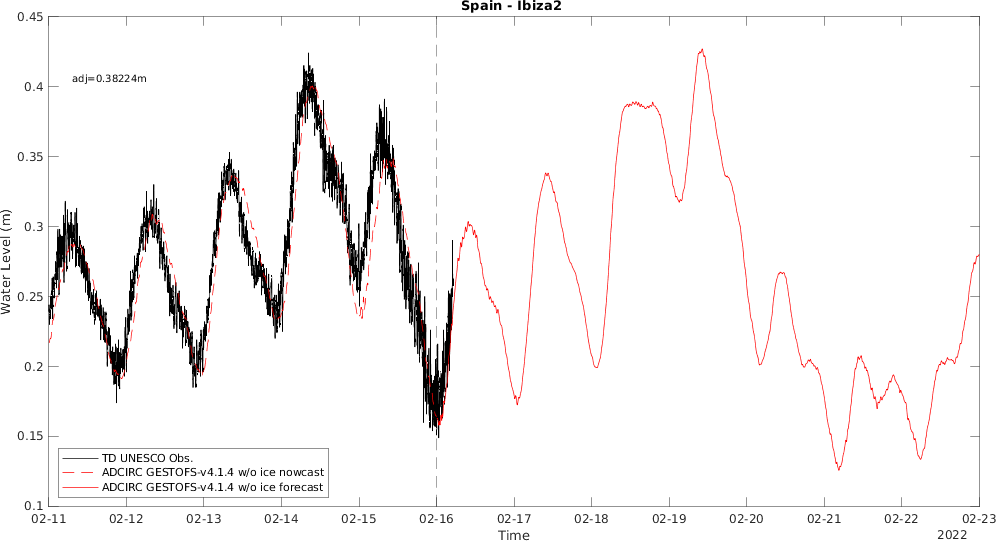 Spain - Ibiza2
0.45
0.4
0.35
0.3
0.25
0.2
0.15
0.1
Water Level (m)
adj=0.38224m
TD UNESCO Obs.
ADCIRC GESTOFS-v4.1.4 w/o ice nowcast
ADCIRC GESTOFS-v4.1.4 w/o ice forecast
02-11 02-12 02-13 02-14 02-15 02-16 02-17 02-18 02-19 02-20 02-21 02-22 02-23
Time
2022